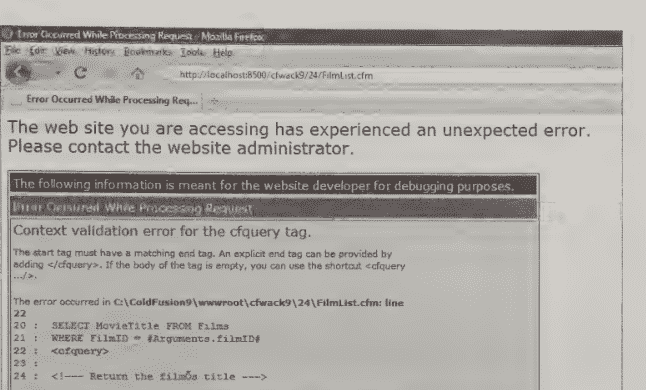 Error Occurred While Processing Request - Mozilla Firefox
File Edit View History Bookmarks Tools Help
http://localhost:8500/cfwack9/24/FilmList.cfm
Error Occurred While Processing Req...
The web site you are accessing has experienced an unexpected error.
Please contact the website administrator.
The following information is meant for the website developer for debugging purposes.
Error Occurred While Processing Request
Context validation error for the cfquery tag.
The start tag must have a matching end tag. An explicit end tag can be provided by
adding </cfquery>. If the body of the tag is empty, you can use the shortcut <cfquery
.../>.
The error occurred in C:\ColdFusion9\wwwroot\cfwack9\24\FilmList.cfm: line
22
20 : SELECT MovieTitle FROM Films
21 : WHERE FilmID = #Arguments.filmID#
22 : <cfquery>
23 :
24 : <!--- Return the filmÕs title --->